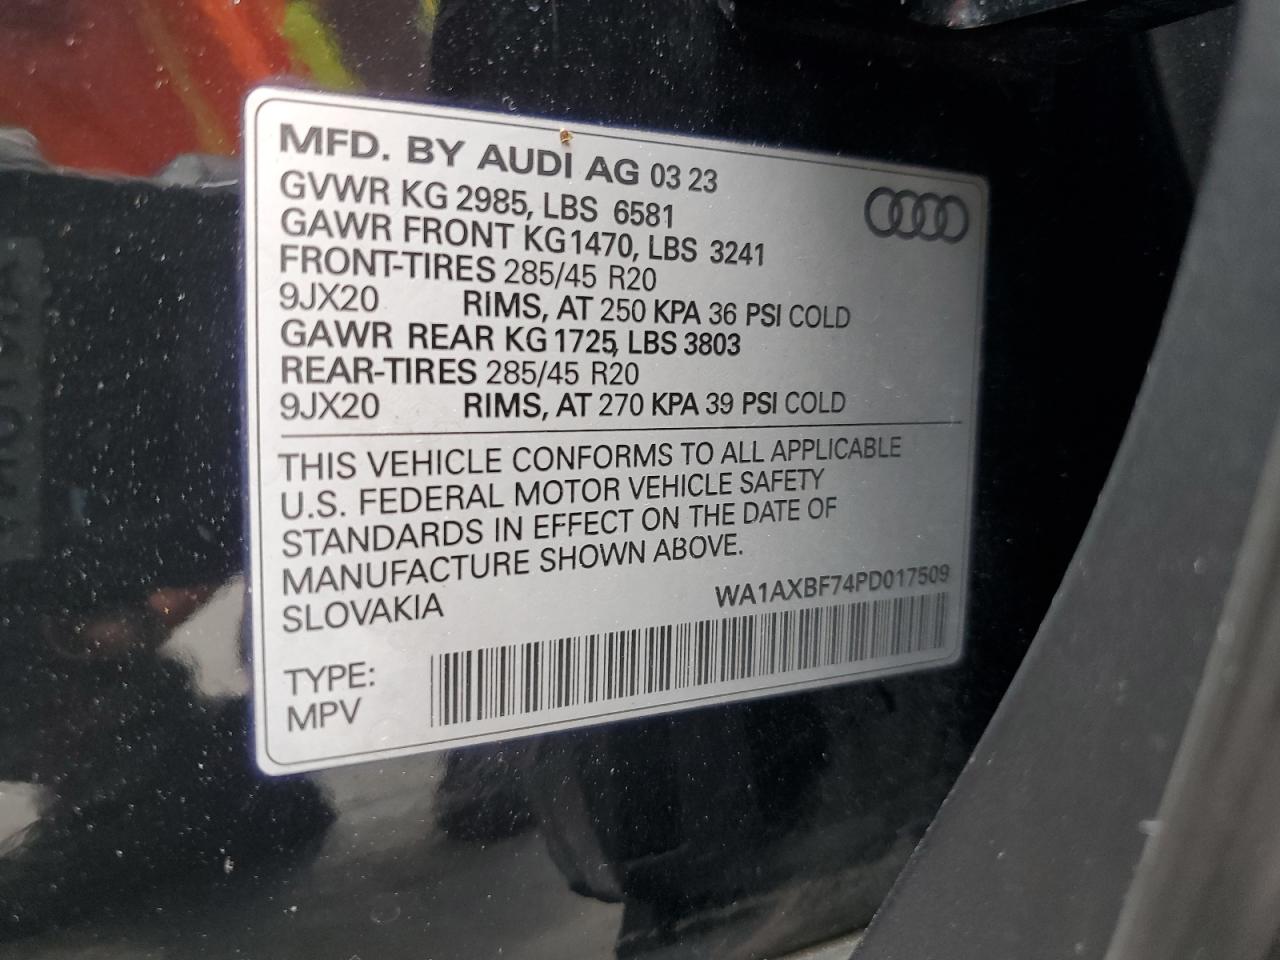 MFD. BY AUDI AG 03 23
GVWR KG 2985, LBS 6581
GAWR FRONT KG1470, LBS 3241
FRONT-TIRES 285/45 R20
9JX20 RIMS, AT 250 KPA 36 PSI COLD
GAWR REAR KG 1725, LBS 3803
REAR-TIRES 285/45 R20
9JX20 RIMS, AT 270 KPA 39 PSI COLD
THIS VEHICLE CONFORMS TO ALL APPLICABLE
U.S. FEDERAL MOTOR VEHICLE SAFETY
STANDARDS IN EFFECT ON THE DATE OF
MANUFACTURE SHOWN ABOVE.
SLOVAKIA
WA1AXBF74PD017509
TYPE:
MPV